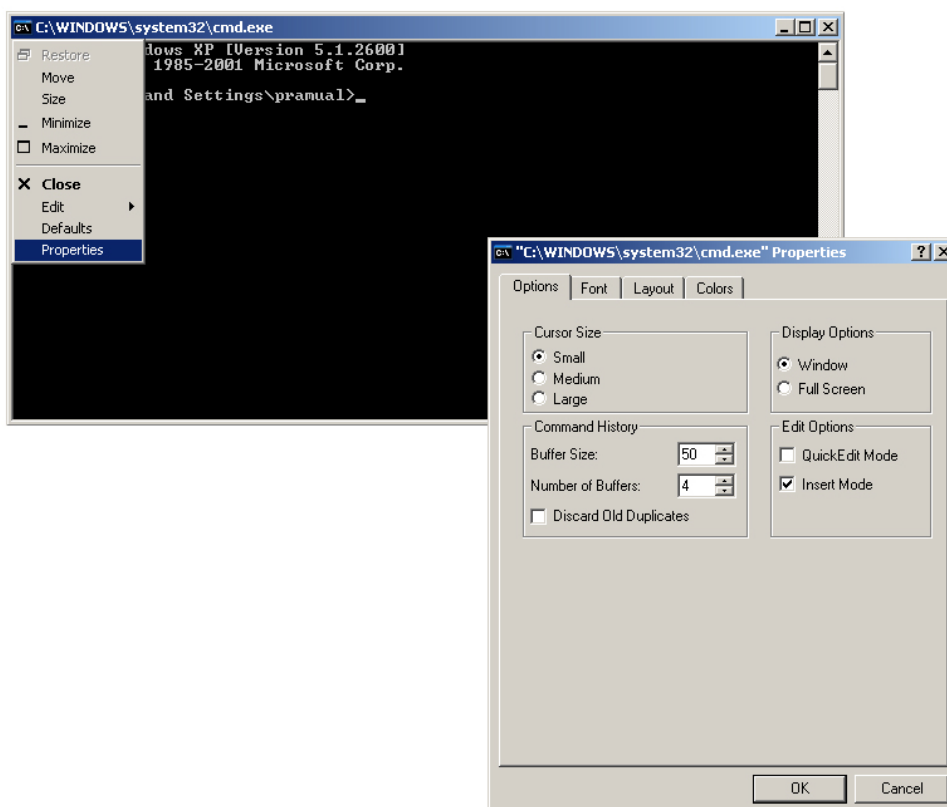 C:\WINDOWS\system32\cmd.exe
dows XP [Version 5.1.2600]
1985-2001 Microsoft Corp.
and Settings\pramual>_
Restore
Move
Size
Minimize
Maximize
Close
Edit
Defaults
Properties
"C:\WINDOWS\system32\cmd.exe" Properties
Options Font Layout Colors
Cursor Size
Small
Medium
Large
Display Options
Window
Full Screen
Command History
Buffer Size: 50
Number of Buffers: 4
Discard Old Duplicates
Edit Options
QuickEdit Mode
Insert Mode
OK Cancel